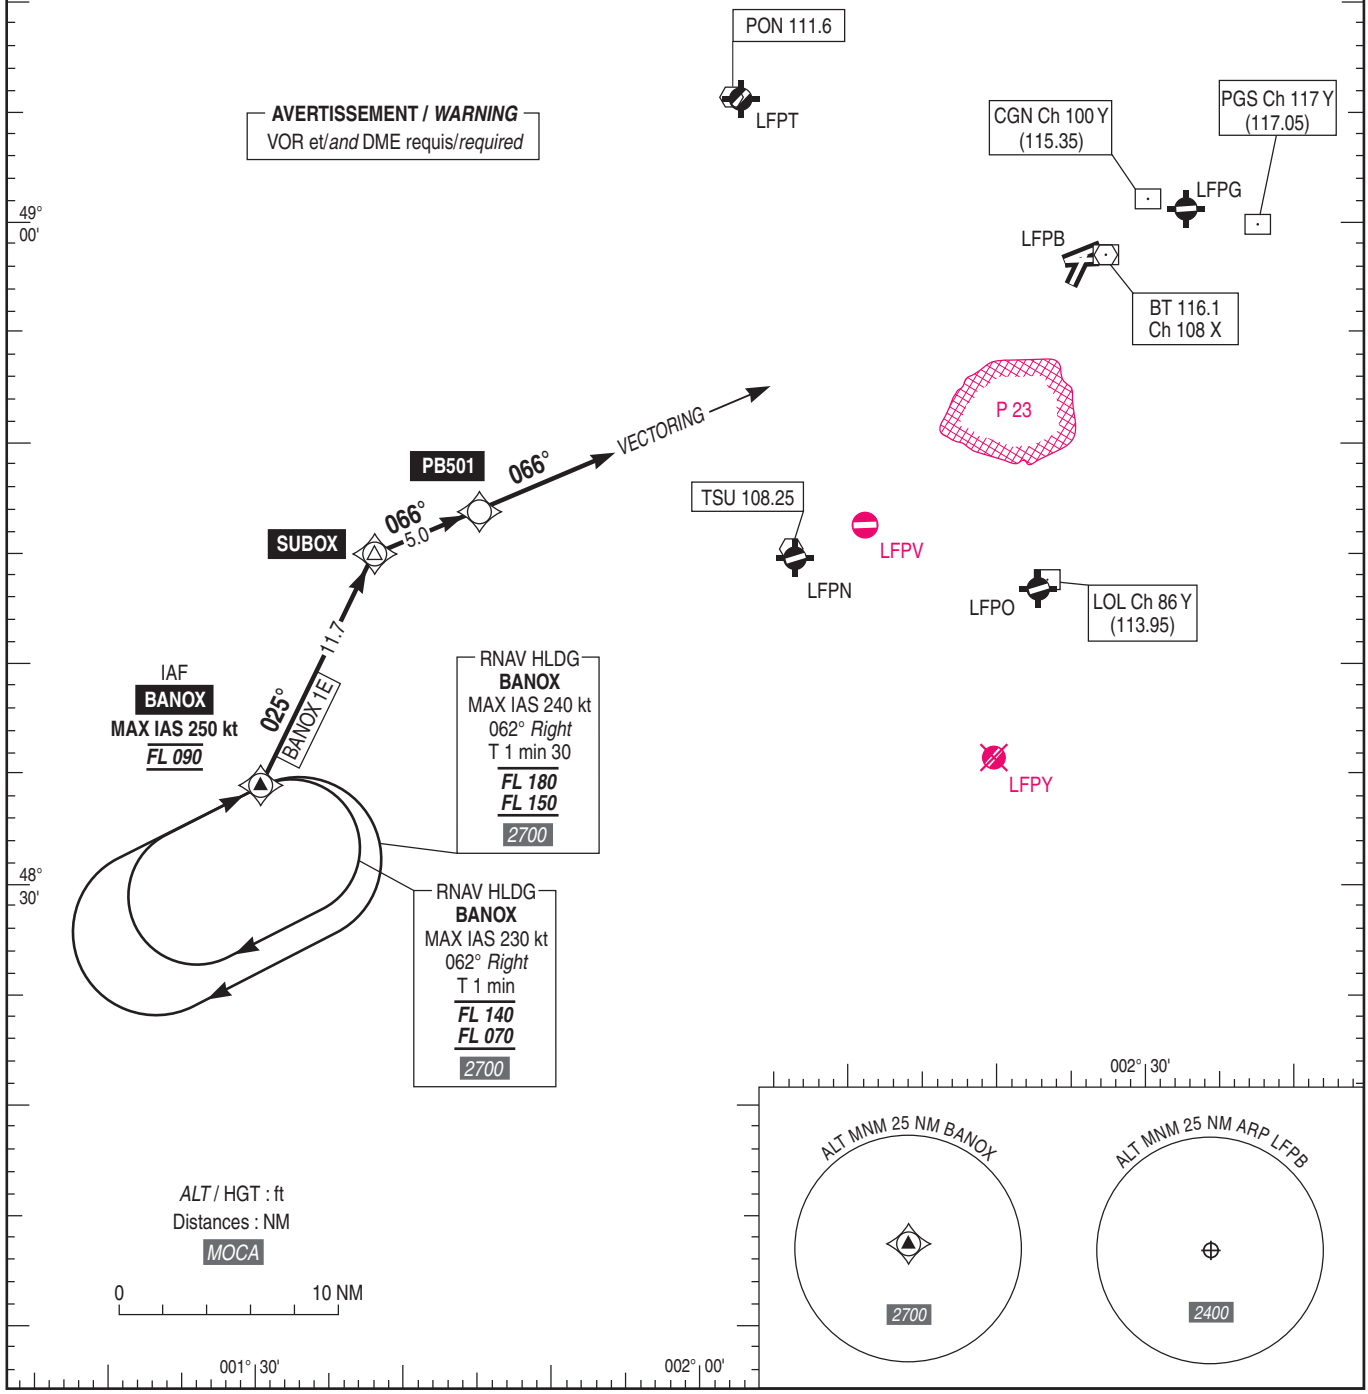 PON 111.6
LFPT
AVERTISSEMENT / WARNING
VOR et/and DME requis/required
CGN Ch 100 Y
(115.35)
PGS Ch 117 Y
(117.05)
LFPG
49°
00'
LFPB
BT 116.1
Ch 108 X
P 23
VECTORING
PB501
066°
TSU 108.25
066°
5.0
SUBOX
LFPV
LFPN
LFPO
LOL Ch 86 Y
(113.95)
11.7
IAF
BANOX
MAX IAS 250 kt
FL 090
025°
BANOX 1E
RNAV HLDG
BANOX
MAX IAS 240 kt
062° Right
T 1 min 30
FL 180
FL 150
2700
LFPY
48°
30'
RNAV HLDG
BANOX
MAX IAS 230 kt
062° Right
T 1 min
FL 140
FL 070
2700
002° 30'
ALT MNM 25 NM BANOX
2700
ALT MNM 25 NM ARP LFPB
2400
ALT / HGT : ft
Distances : NM
MOCA
0 10 NM
001° 30'
002° 00'